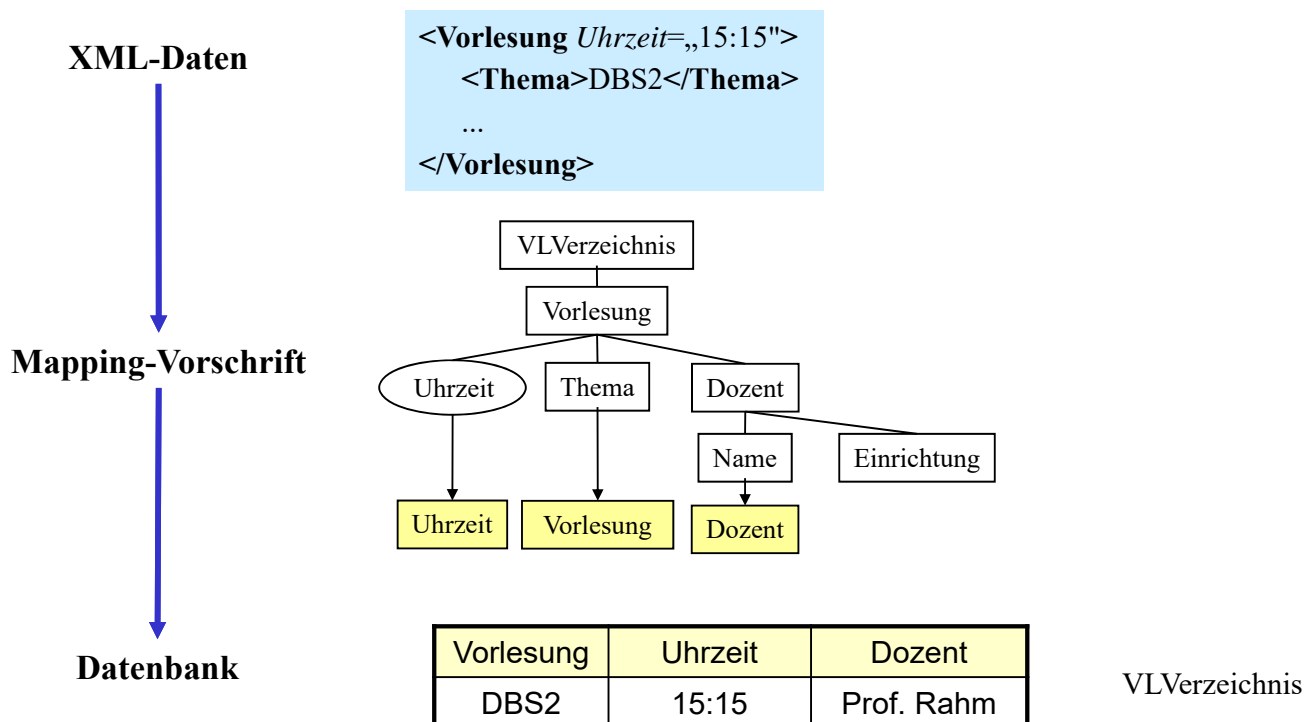 XML-Daten
<Vorlesung Uhrzeit=„15:15">
<Thema>DBS2</Thema>
...
</Vorlesung>
VLVerzeichnis
Vorlesung
Mapping-Vorschrift
Uhrzeit Thema Dozent
Name Einrichtung
Uhrzeit Vorlesung Dozent
Datenbank
Vorlesung Uhrzeit Dozent
DBS2 15:15 Prof. Rahm
VLVerzeichnis